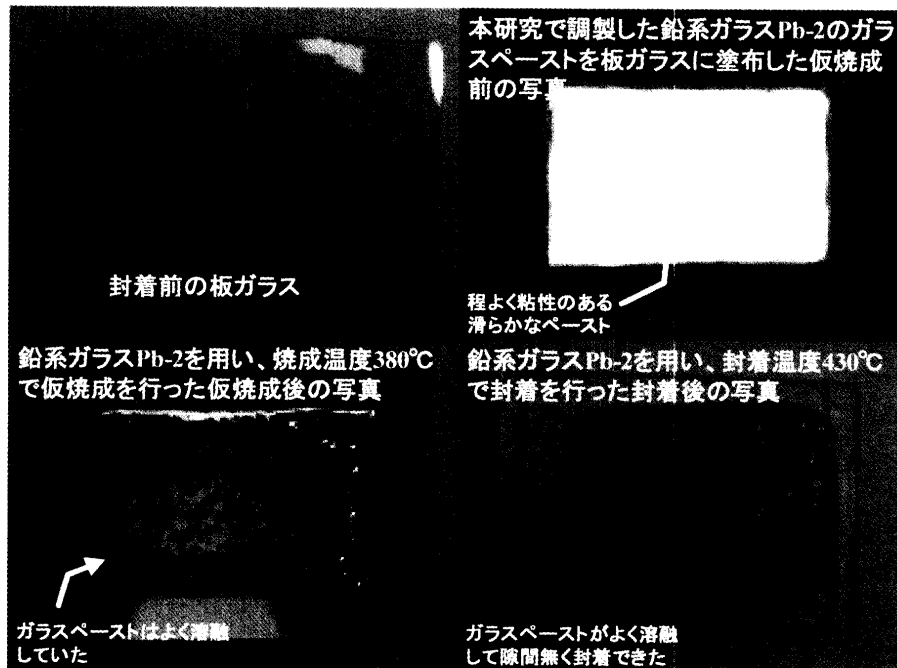 封着前の板ガラス
本研究で調製した鉛系ガラスPb-2のガラ
スペーストを板ガラスに塗布した仮焼成
前の写真
程よく粘性のある
滑らかなペースト
鉛系ガラスPb-2を用い、焼成温度380℃
で仮焼成を行った仮焼成後の写真
ガラスペーストはよく溶融
していた
鉛系ガラスPb-2を用い、封着温度430℃
で封着を行った封着後の写真
ガラスペーストがよく溶融
して隙間無く封着できた